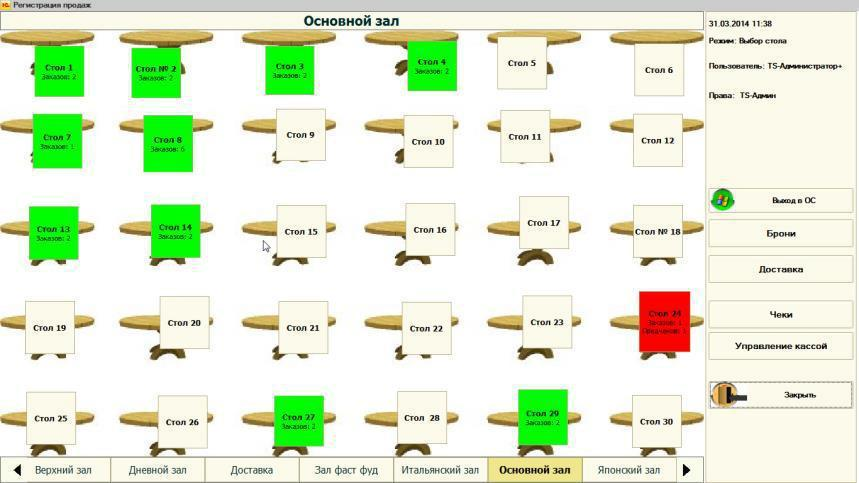 Регистрация продаж
Основной зал
Стол 1
Заказов: 2
Стол № 2
Заказов: 2
Стол 3
Заказов: 2
Стол 4
Заказов: 2
Стол 5
Стол 6
Стол 7
Заказов: 1
Стол 8
Заказов: 6
Стол 9
Стол 10
Стол 11
Стол 12
Стол 13
Заказов: 2
Стол 14
Заказов: 2
Стол 15
Стол 16
Стол 17
Стол № 18
Стол 19
Стол 20
Стол 21
Стол 22
Стол 23
Стол 24
Заказов: 1
Предчеков: 1
Стол 25
Стол 26
Стол 27
Заказов: 2
Стол 28
Стол 29
Заказов: 2
Стол 30
Верхний зал
Дневной зал
Доставка
Зал фаст фуд
Итальянский зал
Основной зал
Японский зал
31.03.2014 11:38
Режим: Выбор стола
Пользователь: TS-Администратор+
Права: TS-Админ
Выход в ОС
Брони
Доставка
Чеки
Управление кассой
Закрыть